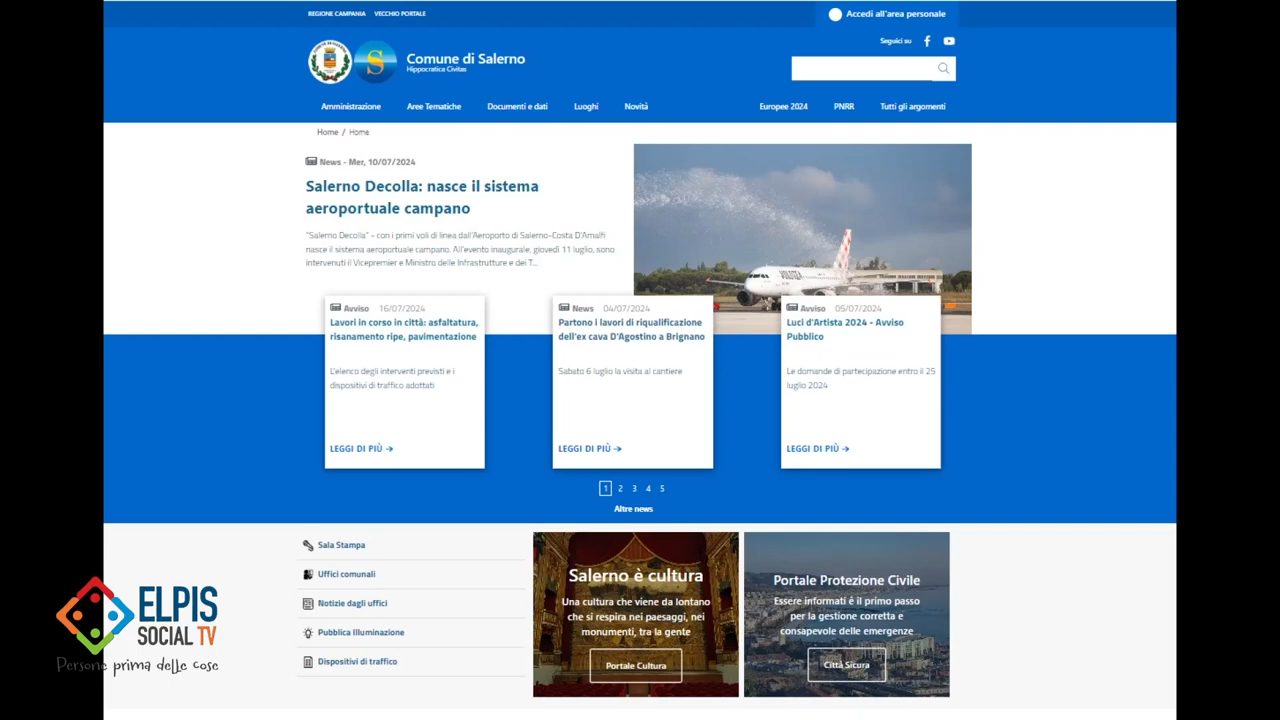 REGIONE CAMPANIA VECCHIO PORTALE
Accedi all'area personale
Seguici su
S
Comune di Salerno
Hippocratica Civitas
Amministrazione Aree Tematiche Documenti e dati Luoghi Novità Europee 2024 PNRR Tutti gli argomenti
Home / Home
News - Mer, 10/07/2024
Salerno Decolla: nasce il sistema
aeroportuale campano
"Salerno Decolla" - con i primi voli di linea dall'Aeroporto di Salerno-Costa D'Amalfi
nasce il sistema aeroportuale campano. All'evento inaugurale, giovedì 11 luglio, sono
intervenuti il Vicepremier e Ministro delle Infrastrutture e dei T...
VOLOTEA
Avviso 16/07/2024
Lavori in corso in città: asfaltatura,
risanamento ripe, pavimentazione
L'elenco degli interventi previsti e i
dispositivi di traffico adottati
LEGGI DI PIÙ →
News 04/07/2024
Partono i lavori di riqualificazione
dell'ex cava D'Agostino a Brignano
Sabato 6 luglio la visita al cantiere
LEGGI DI PIÙ →
Avviso 05/07/2024
Luci d'Artista 2024 - Avviso
Pubblico
Le domande di partecipazione entro il 25
luglio 2024
LEGGI DI PIÙ →
1 2 3 4 5
Altre news
Sala Stampa
Uffici comunali
Notizie dagli uffici
Pubblica Illuminazione
Dispositivi di traffico
Salerno è cultura
Una cultura che viene da lontano
che si respira nei paesaggi, nei
monumenti, tra la gente
Portale Cultura
Portale Protezione Civile
Essere informati è il primo passo
per la gestione corretta e
consapevole delle emergenze
Città Sicura
ELPIS
SOCIAL TV
Persone prima delle cose